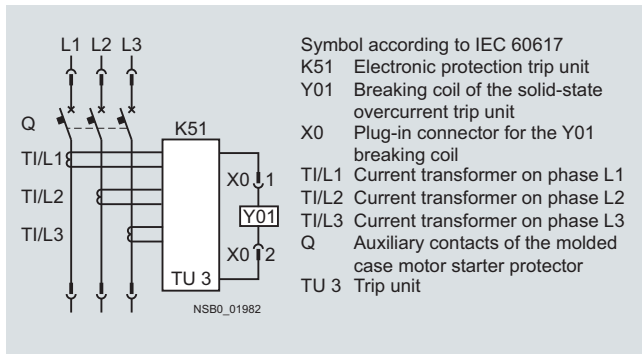 L1 L2 L3
Q
K51
TI/L1
TI/L2
TI/L3
X0 1
Y01
X0 2
TU 3
NSB0_01982
Symbol according to IEC 60617
K51 Electronic protection trip unit
Y01 Breaking coil of the solid-state
overcurrent trip unit
X0 Plug-in connector for the Y01
breaking coil
TI/L1 Current transformer on phase L1
TI/L2 Current transformer on phase L2
TI/L3 Current transformer on phase L3
Q Auxiliary contacts of the molded
case motor starter protector
TU 3 Trip unit